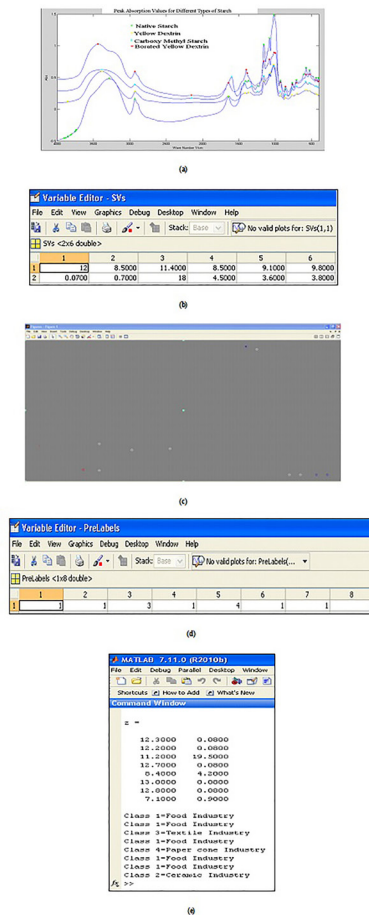 Peak Absorption Values for Different Types of Starch
Native Starch
Yellow Dextrin
Carboxy Methyl Starch
Borated Yellow Dextrin
(a)
Variable Editor - SVs
File Edit View Graphics Debug Desktop Window Help
Stack: Base No valid plots for: SVs(1,1)
SVs <2x6 double>
1 2 3 4 5 6
1 12 8.5000 11.4000 8.5000 9.1000 9.8000
2 0.0700 0.7000 18 4.5000 3.6000 3.8000
(b)
(c)
Variable Editor - PreLabels
File Edit View Graphics Debug Desktop Window Help
Stack: Base No valid plots for: PreLabels(...
PreLabels <1x8 double>
1 2 3 4 5 6 7 8
1 1 1 3 1 4 1 1
(d)
MATLAB 7.11.0 (R2010b)
File Edit Debug Parallel Desktop Window
Shortcuts How to Add What's New
Command Window
z =
12.3000 0.0800
12.2000 0.0800
11.2000 19.5000
12.7000 0.0800
8.4000 4.2000
13.0000 0.0800
12.8000 0.0800
7.1000 0.9000
Class 1=Food Industry
Class 1=Food Industry
Class 3=Textile Industry
Class 1=Food Industry
Class 4=Paper cone Industry
Class 1=Food Industry
Class 1=Food Industry
Class 2=Ceramic Industry
fx >>
(e)